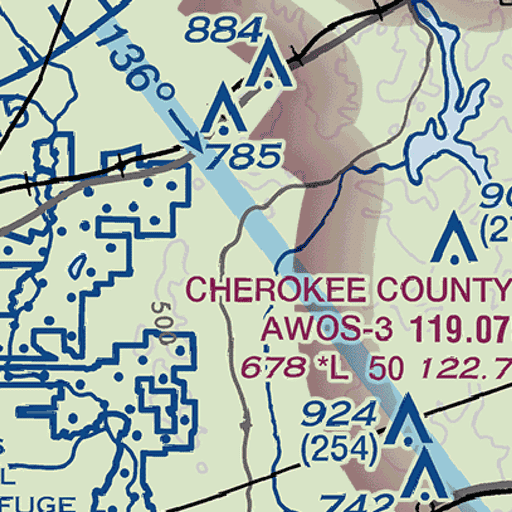 884
136°
785
(2
CHEROKEE COUNTY
AWOS-3 119.07
500
678 *L 50 122.7
924
(254)
L
742
FUGE